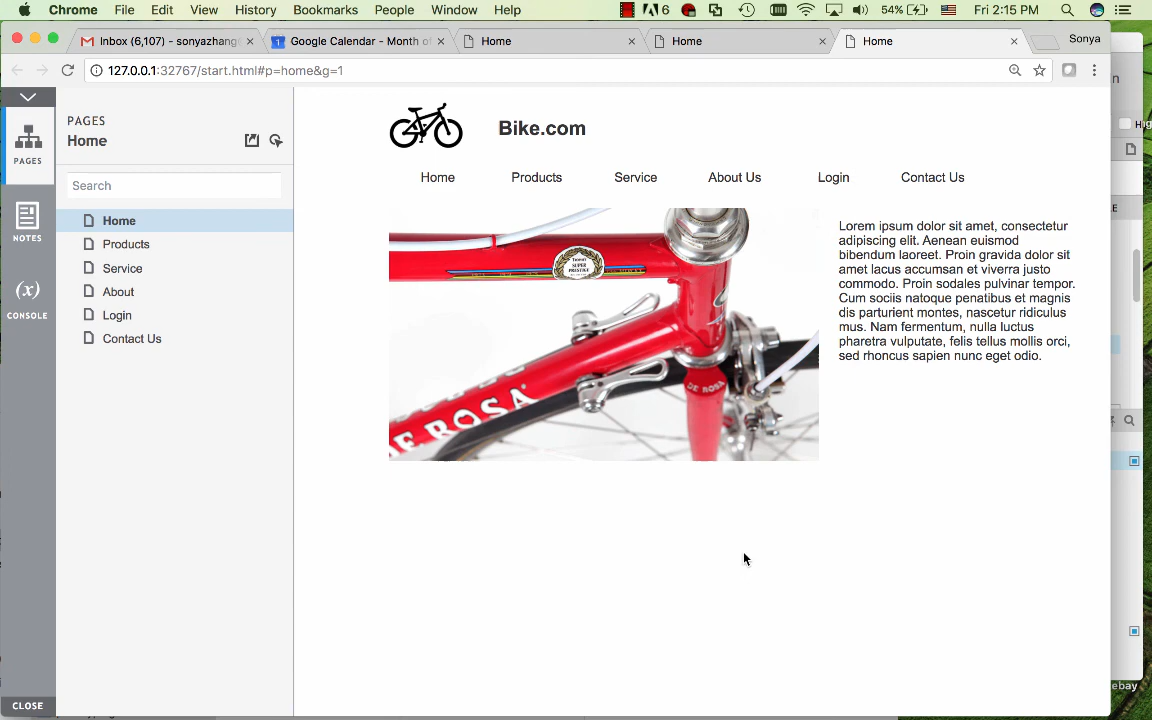 Chrome File Edit View History Bookmarks People Window Help 6 54% Fri 2:15 PM
Inbox (6,107) - sonyazhang Google Calendar - Month of Home Home Home Sonya
127.0.0.1:32767/start.html#p=home&g=1
PAGES
NOTES
(x)
CONSOLE
CLOSE
PAGES
Home
Search
Home
Products
Service
About
Login
Contact Us
Bike.com
Home Products Service About Us Login Contact Us
SUPER
PRESTIGE
DE ROSA
DE ROSA
Lorem ipsum dolor sit amet, consectetur
adipiscing elit. Aenean euismod
bibendum laoreet. Proin gravida dolor sit
amet lacus accumsan et viverra justo
commodo. Proin sodales pulvinar tempor.
Cum sociis natoque penatibus et magnis
dis parturient montes, nascetur ridiculus
mus. Nam fermentum, nulla luctus
pharetra vulputate, felis tellus mollis orci,
sed rhoncus sapien nunc eget odio.
ebay